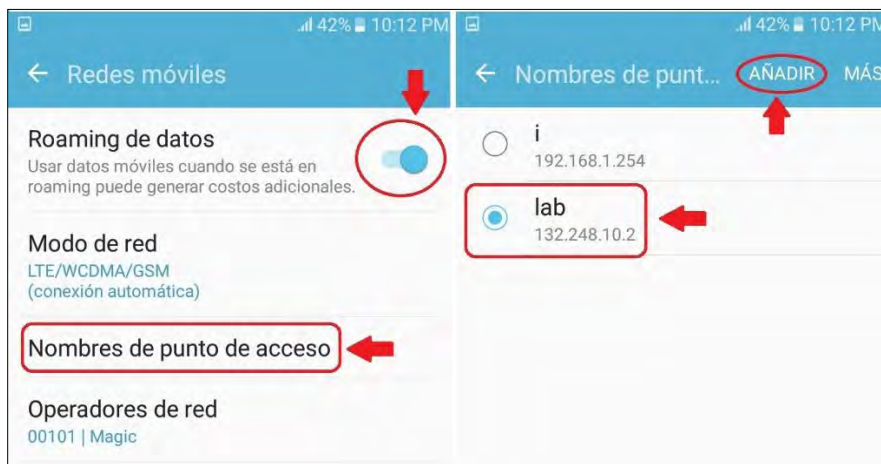 42% 10:12 PM
Redes móviles
Roaming de datos
Usar datos móviles cuando se está en
roaming puede generar costos adicionales.
Modo de red
LTE/WCDMA/GSM
(conexión automática)
Nombres de punto de acceso
Operadores de red
00101 | Magic
42% 10:12 PM
Nombres de punt... AÑADIR MÁS
i
192.168.1.254
lab
132.248.10.2